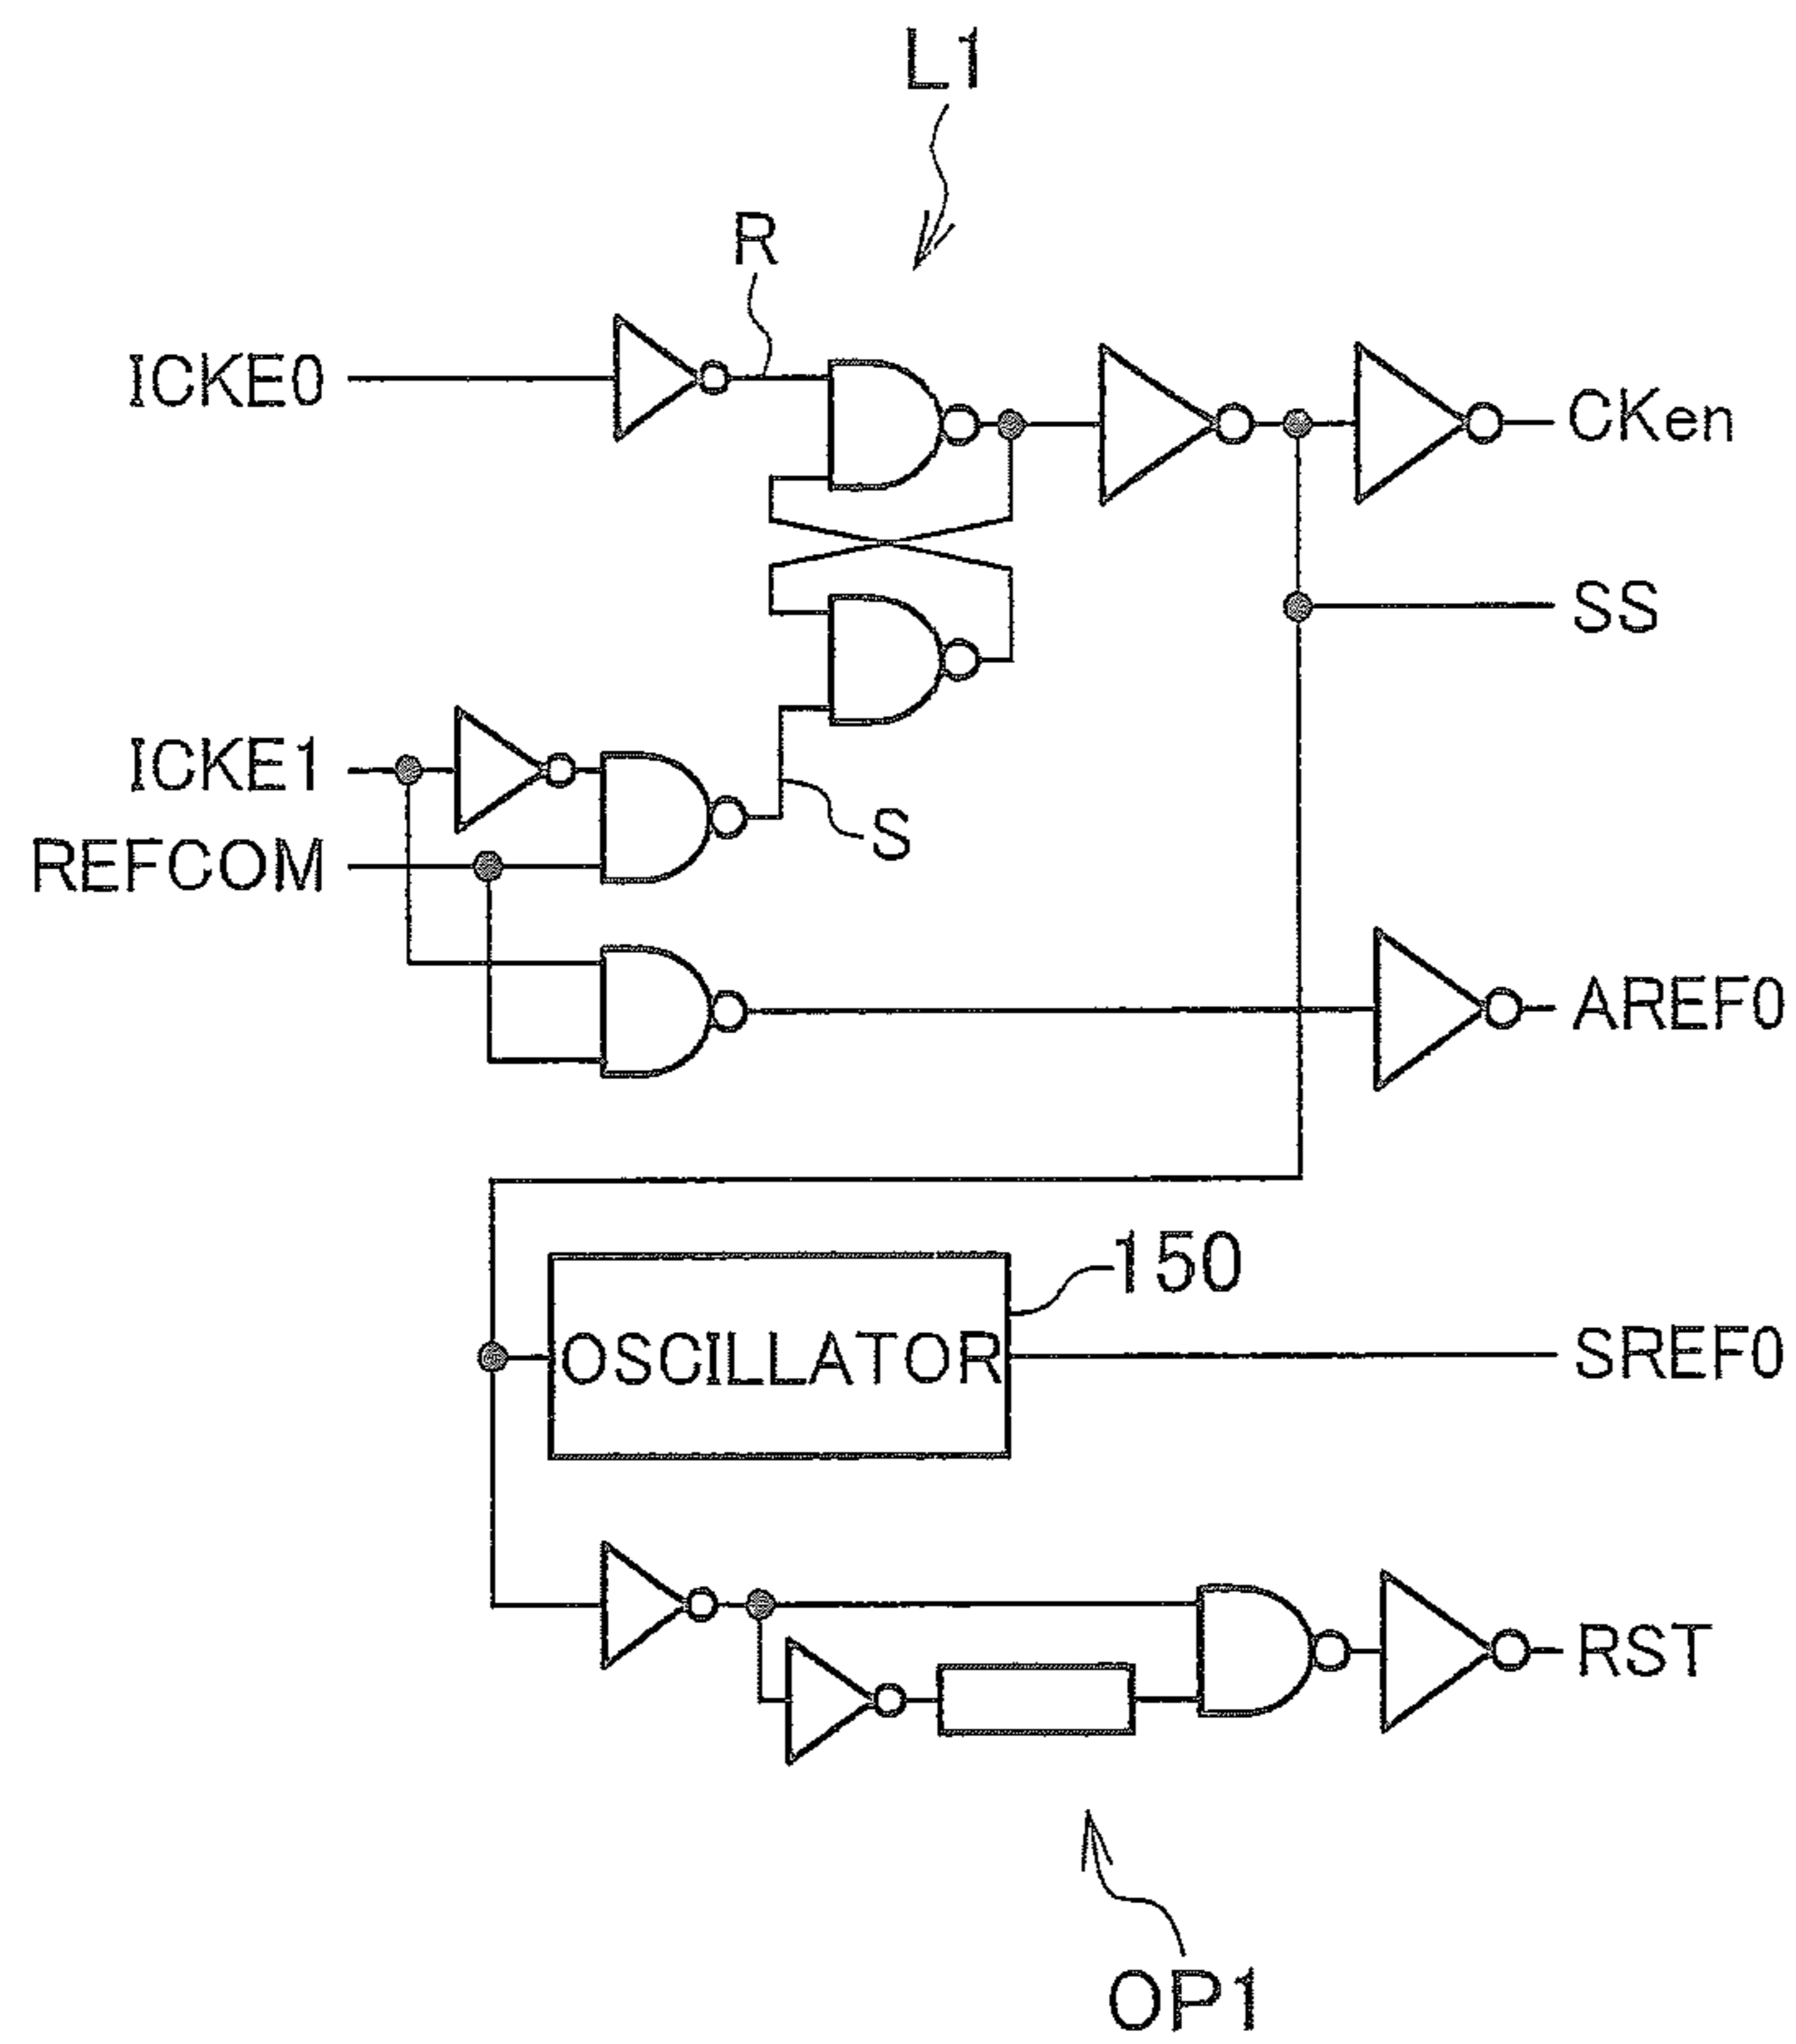 L1
R
ICKE0
CKen
SS
ICKE1
S
REFCOM
AREF0
150
OSCILLATOR
SREF0
RST
OP1